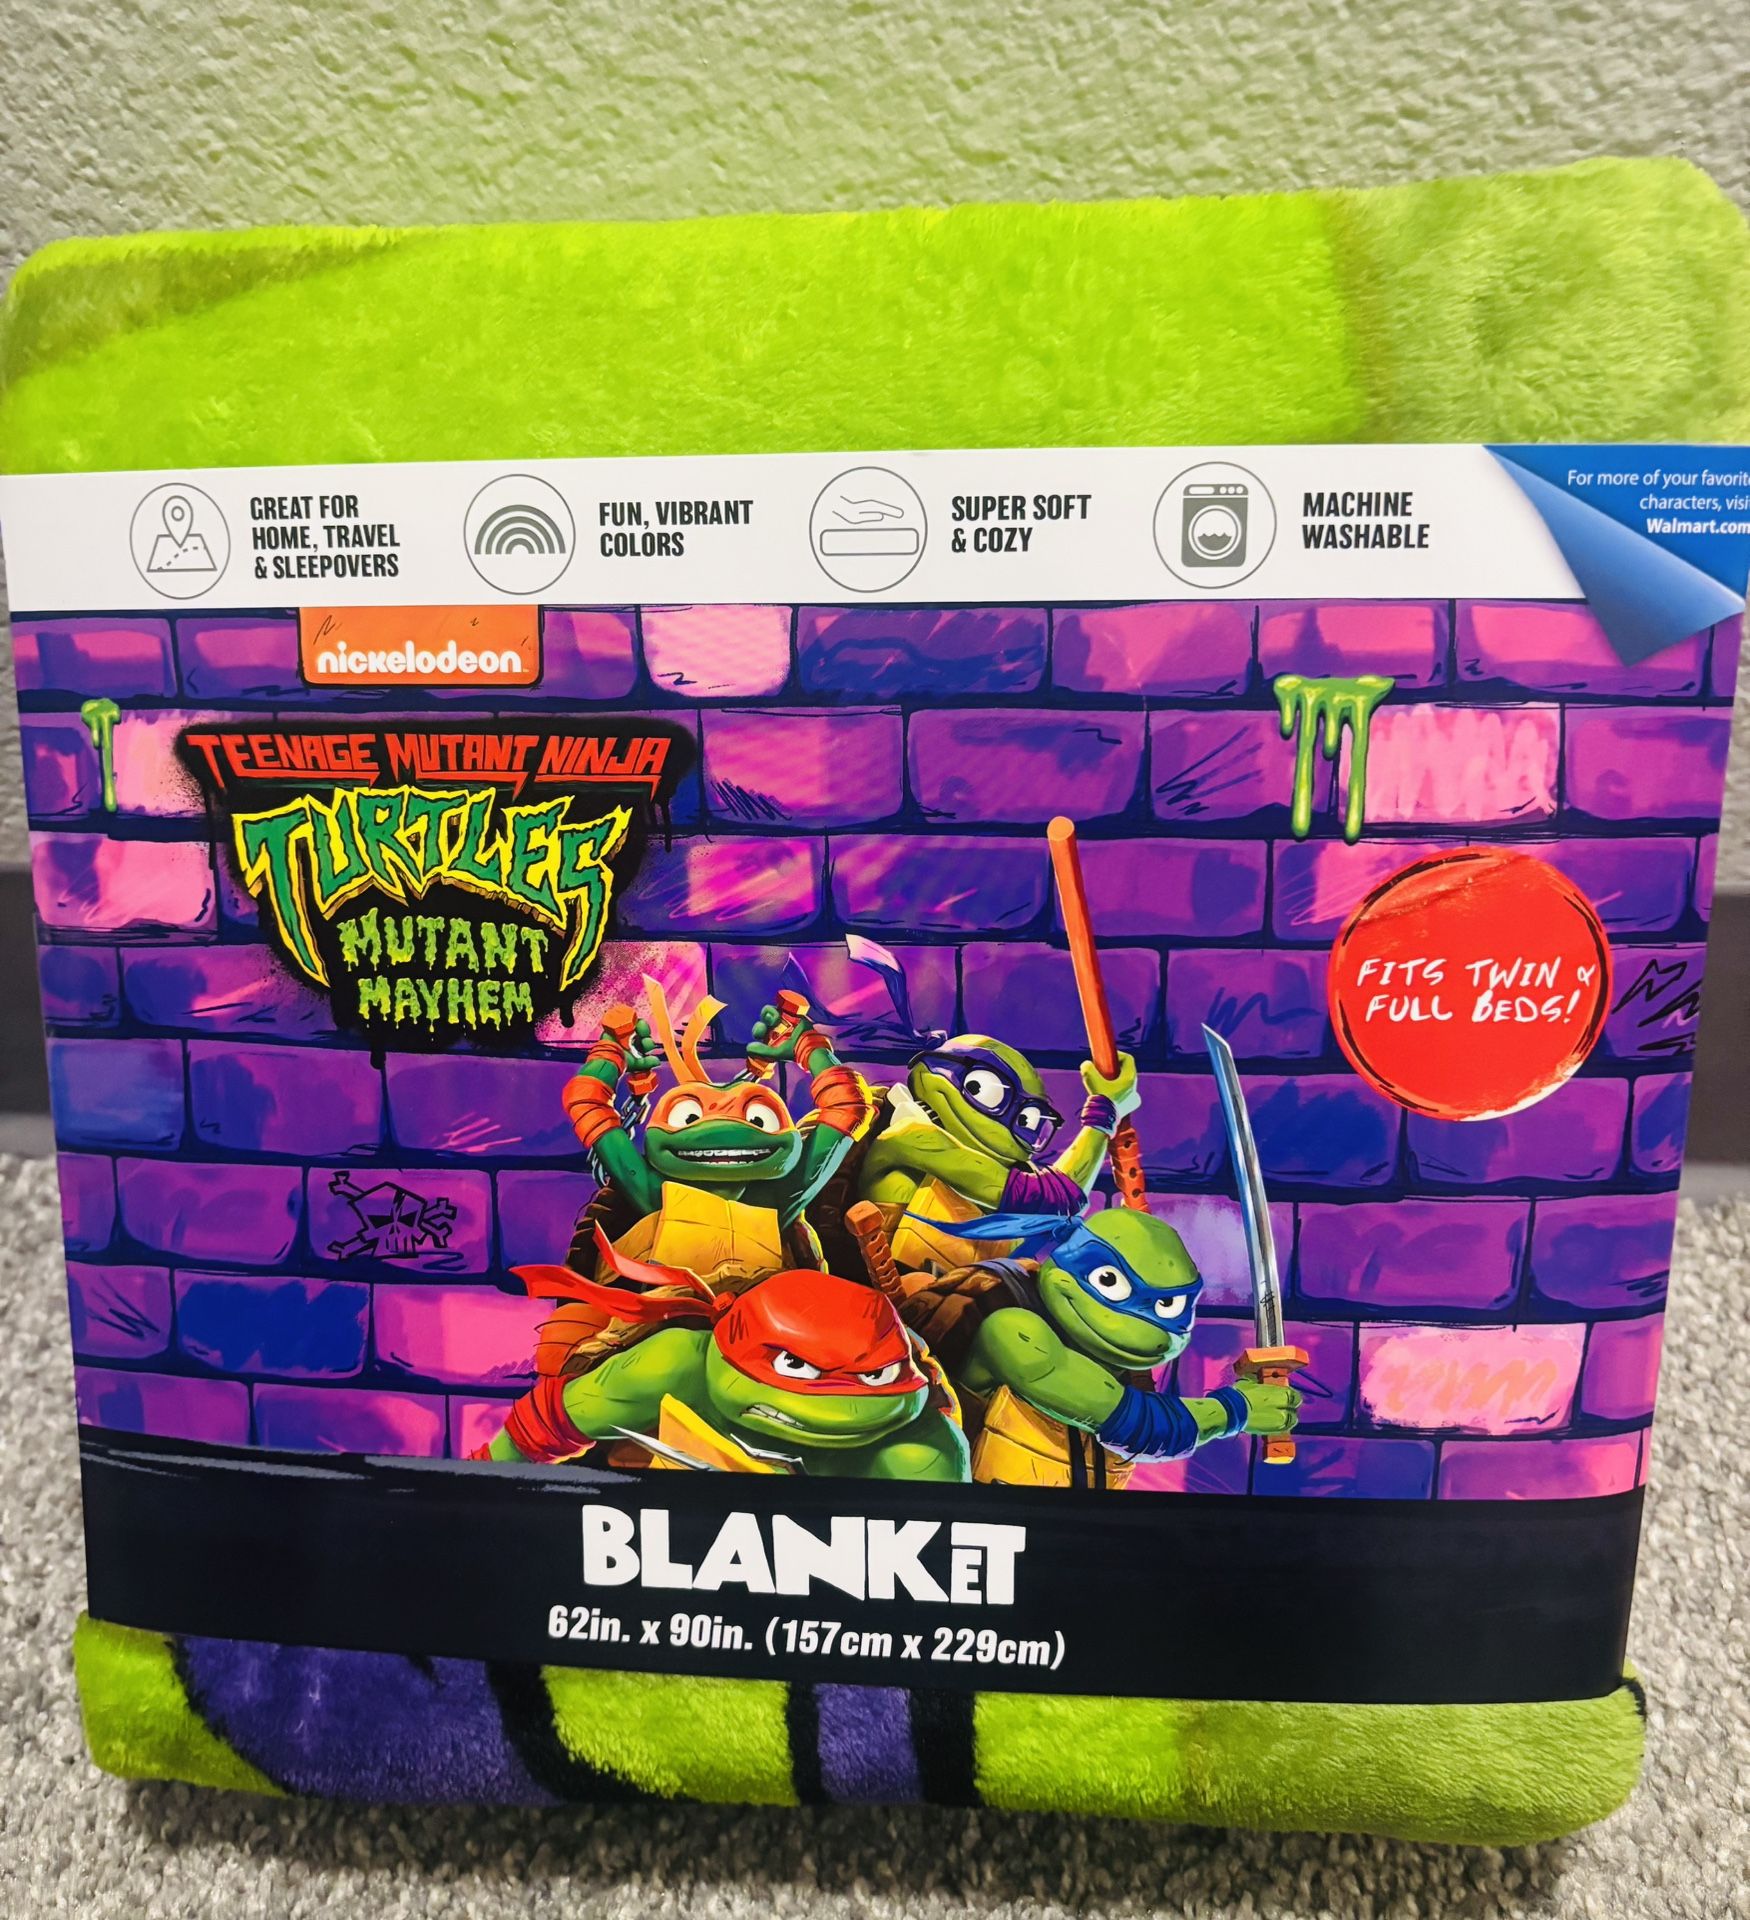 GREAT FOR
HOME, TRAVEL
& SLEEPOVERS
FUN, VIBRANT
COLORS
SUPER SOFT
& COZY
MACHINE
WASHABLE
For more of your favorite
characters, visi
Walmart.com
nickelodeon
TEENAGE MUTANT NINJA
TURTLES
MUTANT
MAYHEM
FITS TWIN &
FULL BEDS!
BLANKET
62in. x 90in. (157cm x 229cm)